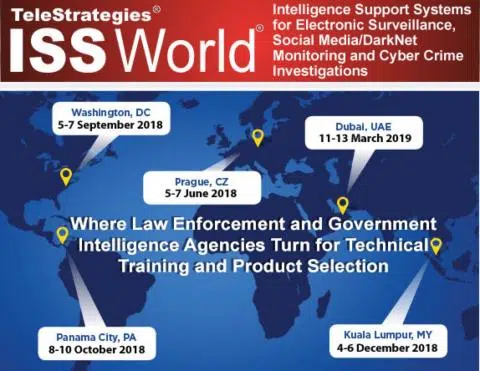 TeleStrategies®
ISS World®
Intelligence Support Systems
for Electronic Surveillance,
Social Media/DarkNet
Monitoring and Cyber Crime
Investigations
Washington, DC
5-7 September 2018
Dubai, UAE
11-13 March 2019
Prague, CZ
5-7 June 2018
Where Law Enforcement and Government
Intelligence Agencies Turn for Technical
Training and Product Selection
Panama City, PA
8-10 October 2018
Kuala Lumpur, MY
4-6 December 2018